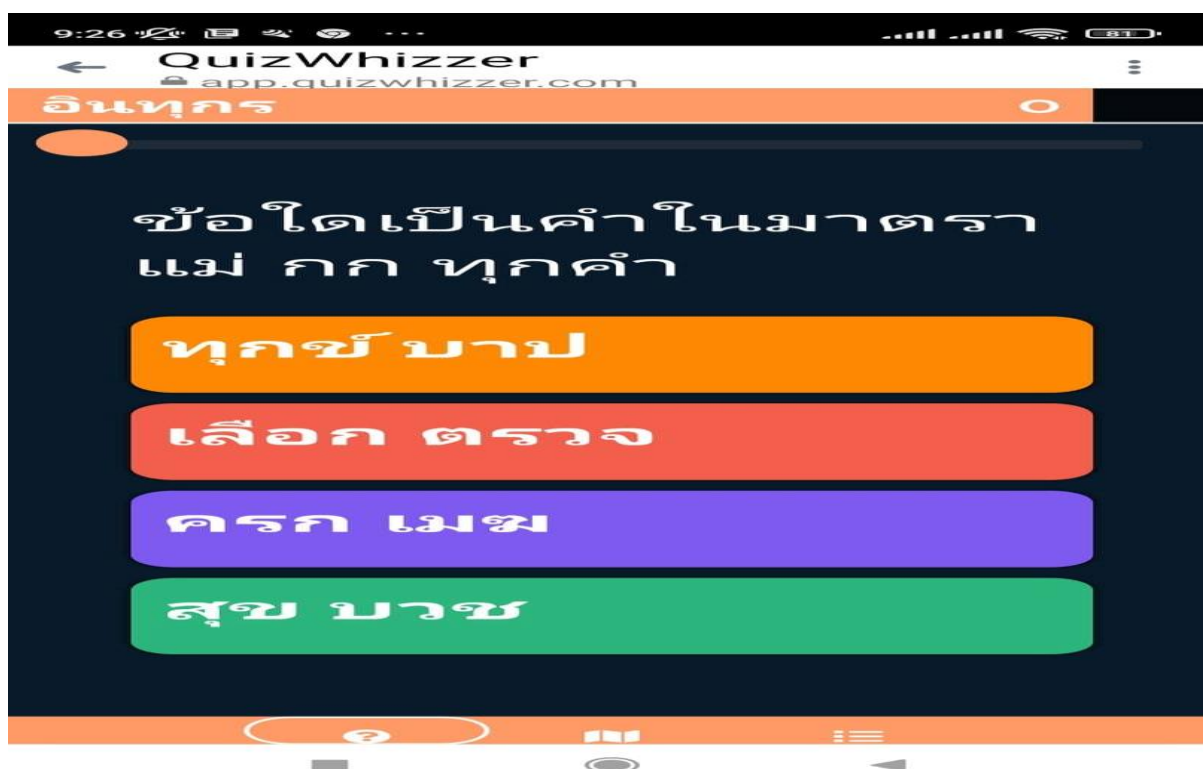 9:26 ... 81
QuizWhizzer
app.quizwhizzer.com
อินทุกร 0
ข้อใดเป็นคำในมาตรา
แม่ กก ทุกคำ
ทุกข์ บาป
เลือก ตรวจ
ครก เมฆ
สุข บวช